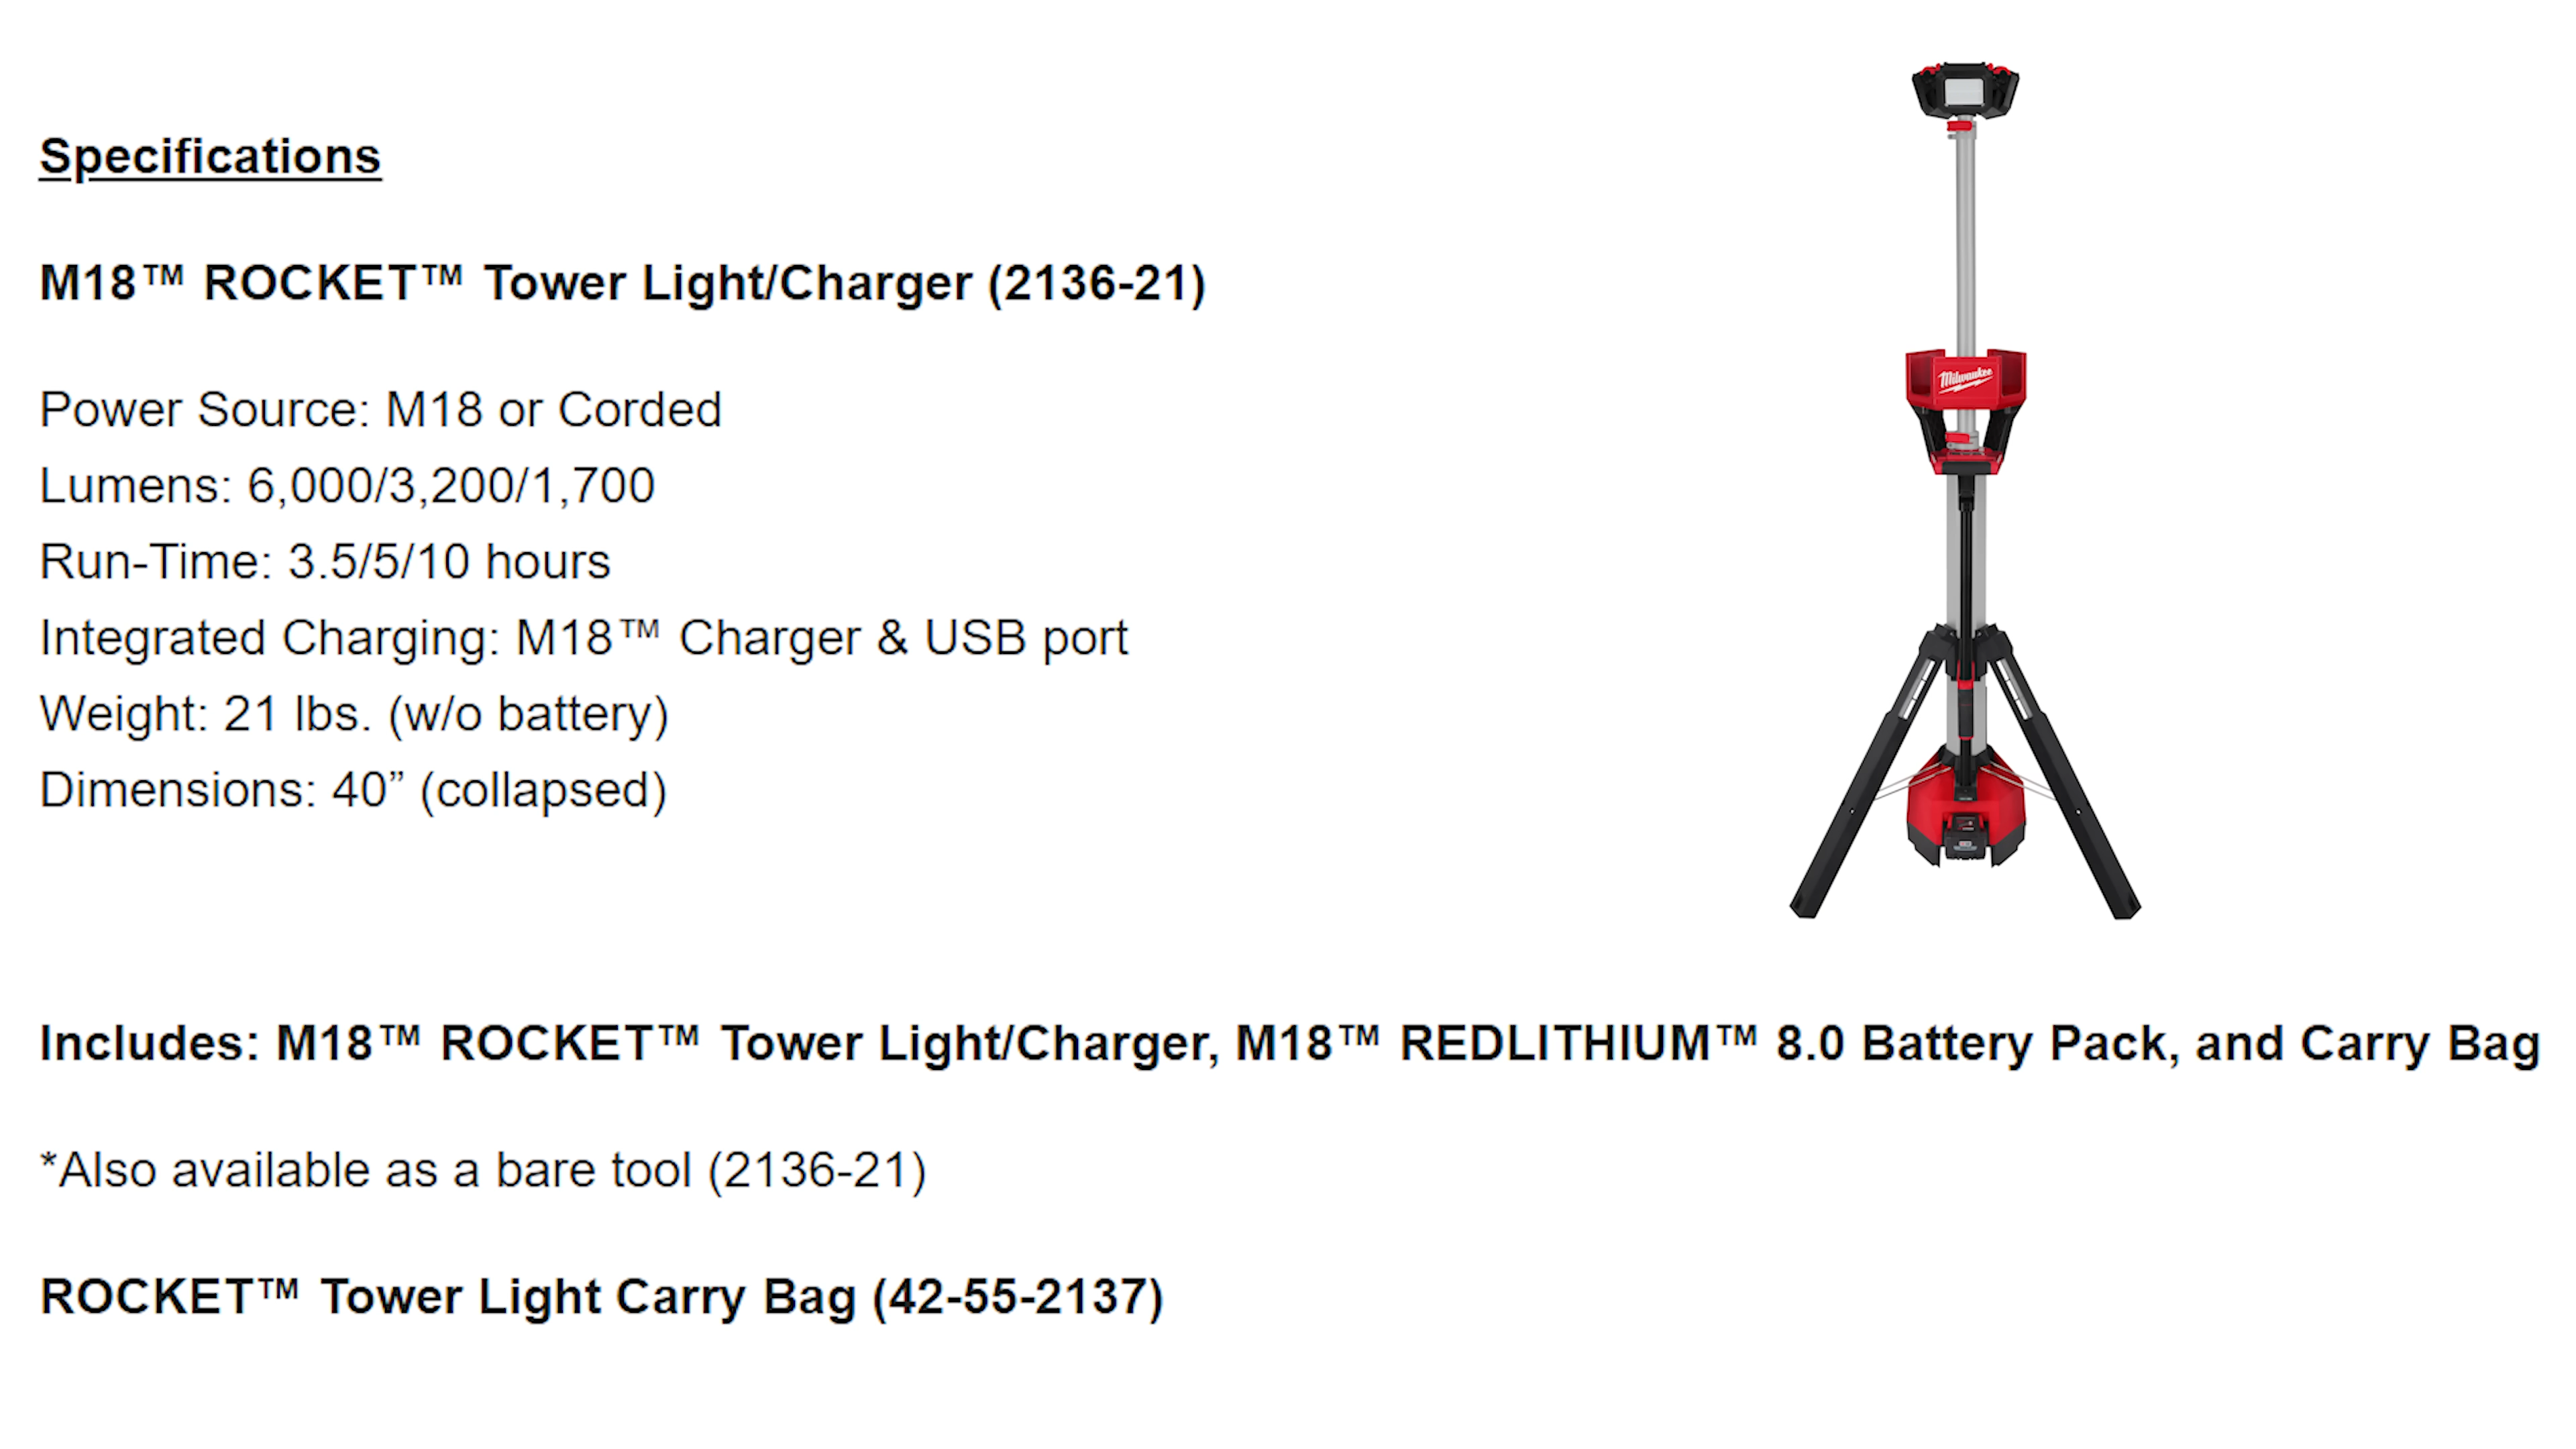 Specifications
M18™ ROCKET™ Tower Light/Charger (2136-21)
Power Source: M18 or Corded
Lumens: 6,000/3,200/1,700
Run-Time: 3.5/5/10 hours
Integrated Charging: M18™ Charger & USB port
Weight: 21 lbs. (w/o battery)
Dimensions: 40” (collapsed)
Milwaukee
Includes: M18™ ROCKET™ Tower Light/Charger, M18™ REDLITHIUM™ 8.0 Battery Pack, and Carry Bag
*Also available as a bare tool (2136-21)
ROCKET™ Tower Light Carry Bag (42-55-2137)